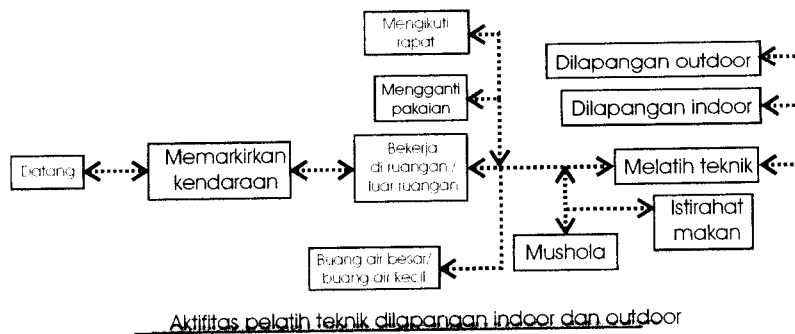 Mengikuti
rapat
Mengganti
pakaian
Dilapangan outdoor
Dilapangan indoor
Datang
Memarkirkan
kendaraan
Bekerja
di ruangan /
luar ruangan
Melatih teknik
Istirahat
makan
Mushola
Buang air besar/
buang air kecil
Aktifitas pelatih teknik dilapangan indoor dan outdoor